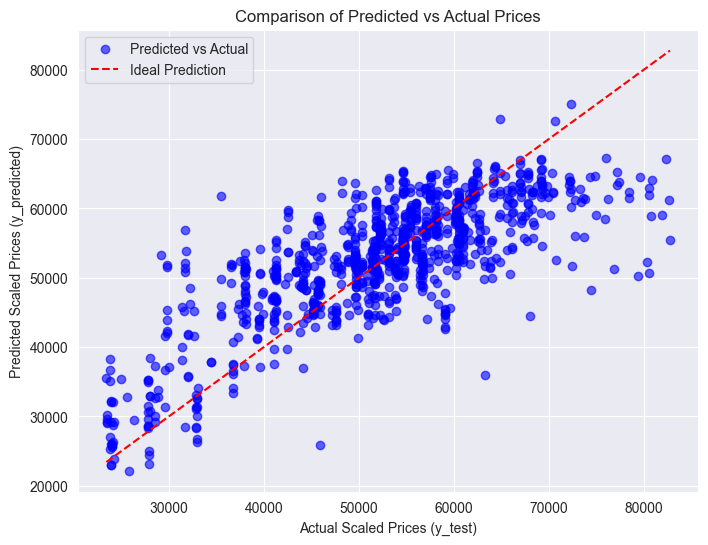 Comparison of Predicted vs Actual Prices
Predicted vs Actual
Ideal Prediction
Predicted Scaled Prices (y_predicted)
80000
70000
60000
50000
40000
30000
20000
30000 40000 50000 60000 70000 80000
Actual Scaled Prices (y_test)